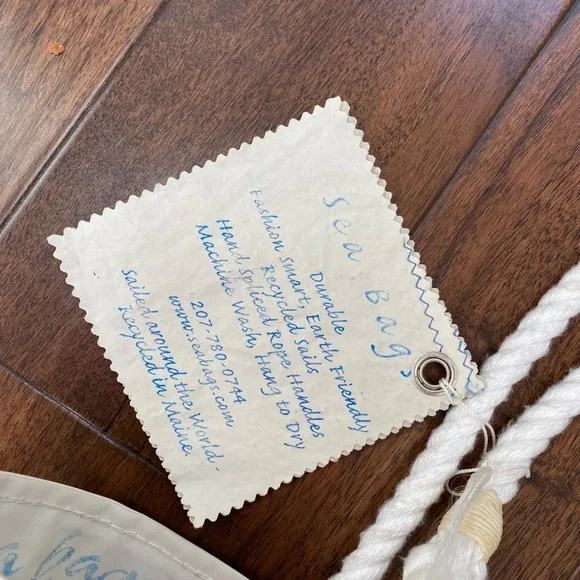 Sea Bags
Durable
Fashion Smart, Earth Friendly
Recycled Sails
Hand Spliced Rope Handles
Machine Wash, Hang to Dry
207-780-0744
www.seabags.com
Sailed around the World.
Recycled in Maine.
a bags